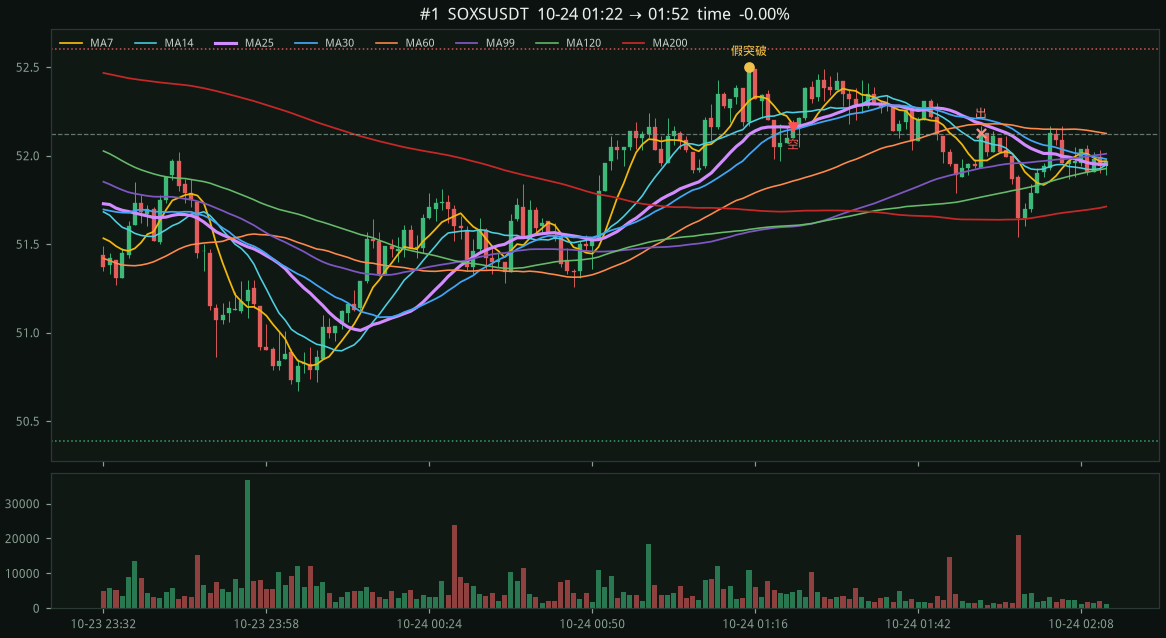 #1 SOXSUSDT 10-24 01:22 → 01:52 time -0.00%
MA7 MA14 MA25 MA30 MA60 MA99 MA120 MA200
假突破
52.5
出
空
52.0
51.5
51.0
50.5
30000
20000
10000
0
10-23 23:32 10-23 23:58 10-24 00:24 10-24 00:50 10-24 01:16 10-24 01:42 10-24 02:08